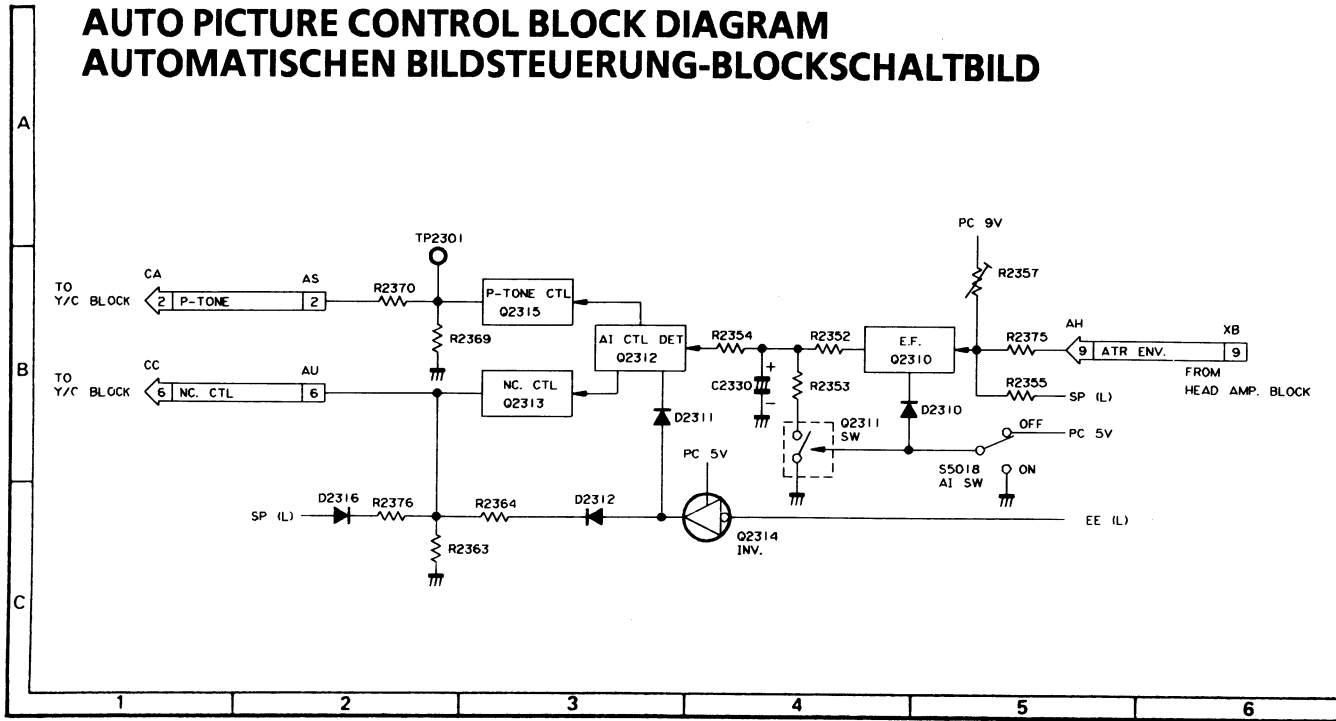 AUTO PICTURE CONTROL BLOCK DIAGRAM
AUTOMATISCHEN BILDSTEUERUNG-BLOCKSCHALTBILD
A
B
C
PC 9V
R2357
TP2301
TO
Y/C BLOCK
CA
2 P-TONE
AS
2
R2370
R2369
P-TONE CTL
Q2315
AI CTL DET
Q2312
R2354
R2352
E.F.
Q2310
R2375
AH
9 ATR ENV.
XB
9
FROM
HEAD AMP. BLOCK
TO
Y/C BLOCK
CC
6 NC. CTL
AU
6
NC. CTL
Q2313
C2330
+
-
R2353
R2355
SP (L)
D2311
D2310
Q2311
SW
OFF
PC 5V
S5018
AI SW
ON
PC 5V
SP (L)
D2316
R2376
R2364
D2312
Q2314
INV.
EE (L)
R2363
1 2 3 4 5 6